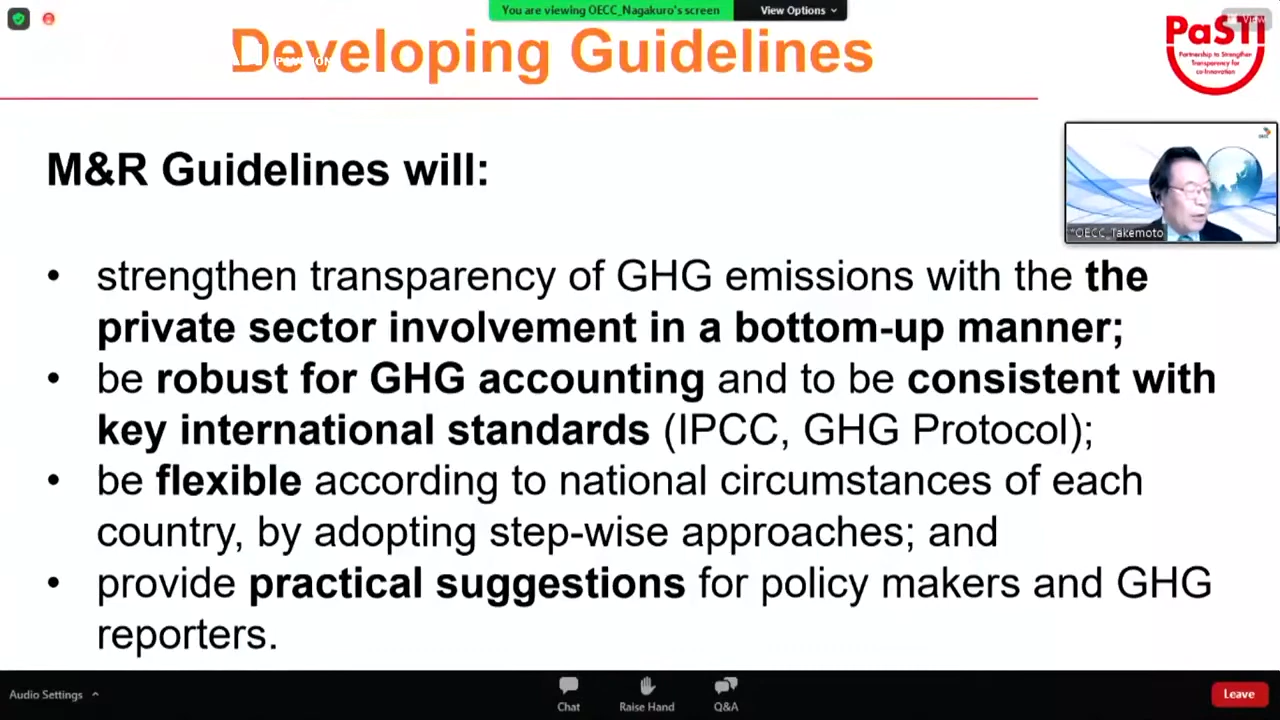 You are viewing OECC_Nagakuro's screen
View Options
View
Developing Guidelines
PaSTI
Partnership to Strengthen
Transparency for
co-Innovation
M&R Guidelines will:
*OECC_Takemoto
• strengthen transparency of GHG emissions with the the
private sector involvement in a bottom-up manner;
• be robust for GHG accounting and to be consistent with
key international standards (IPCC, GHG Protocol);
• be flexible according to national circumstances of each
country, by adopting step-wise approaches; and
• provide practical suggestions for policy makers and GHG
reporters.
Audio Settings
Chat
Raise Hand
Q&A
Leave